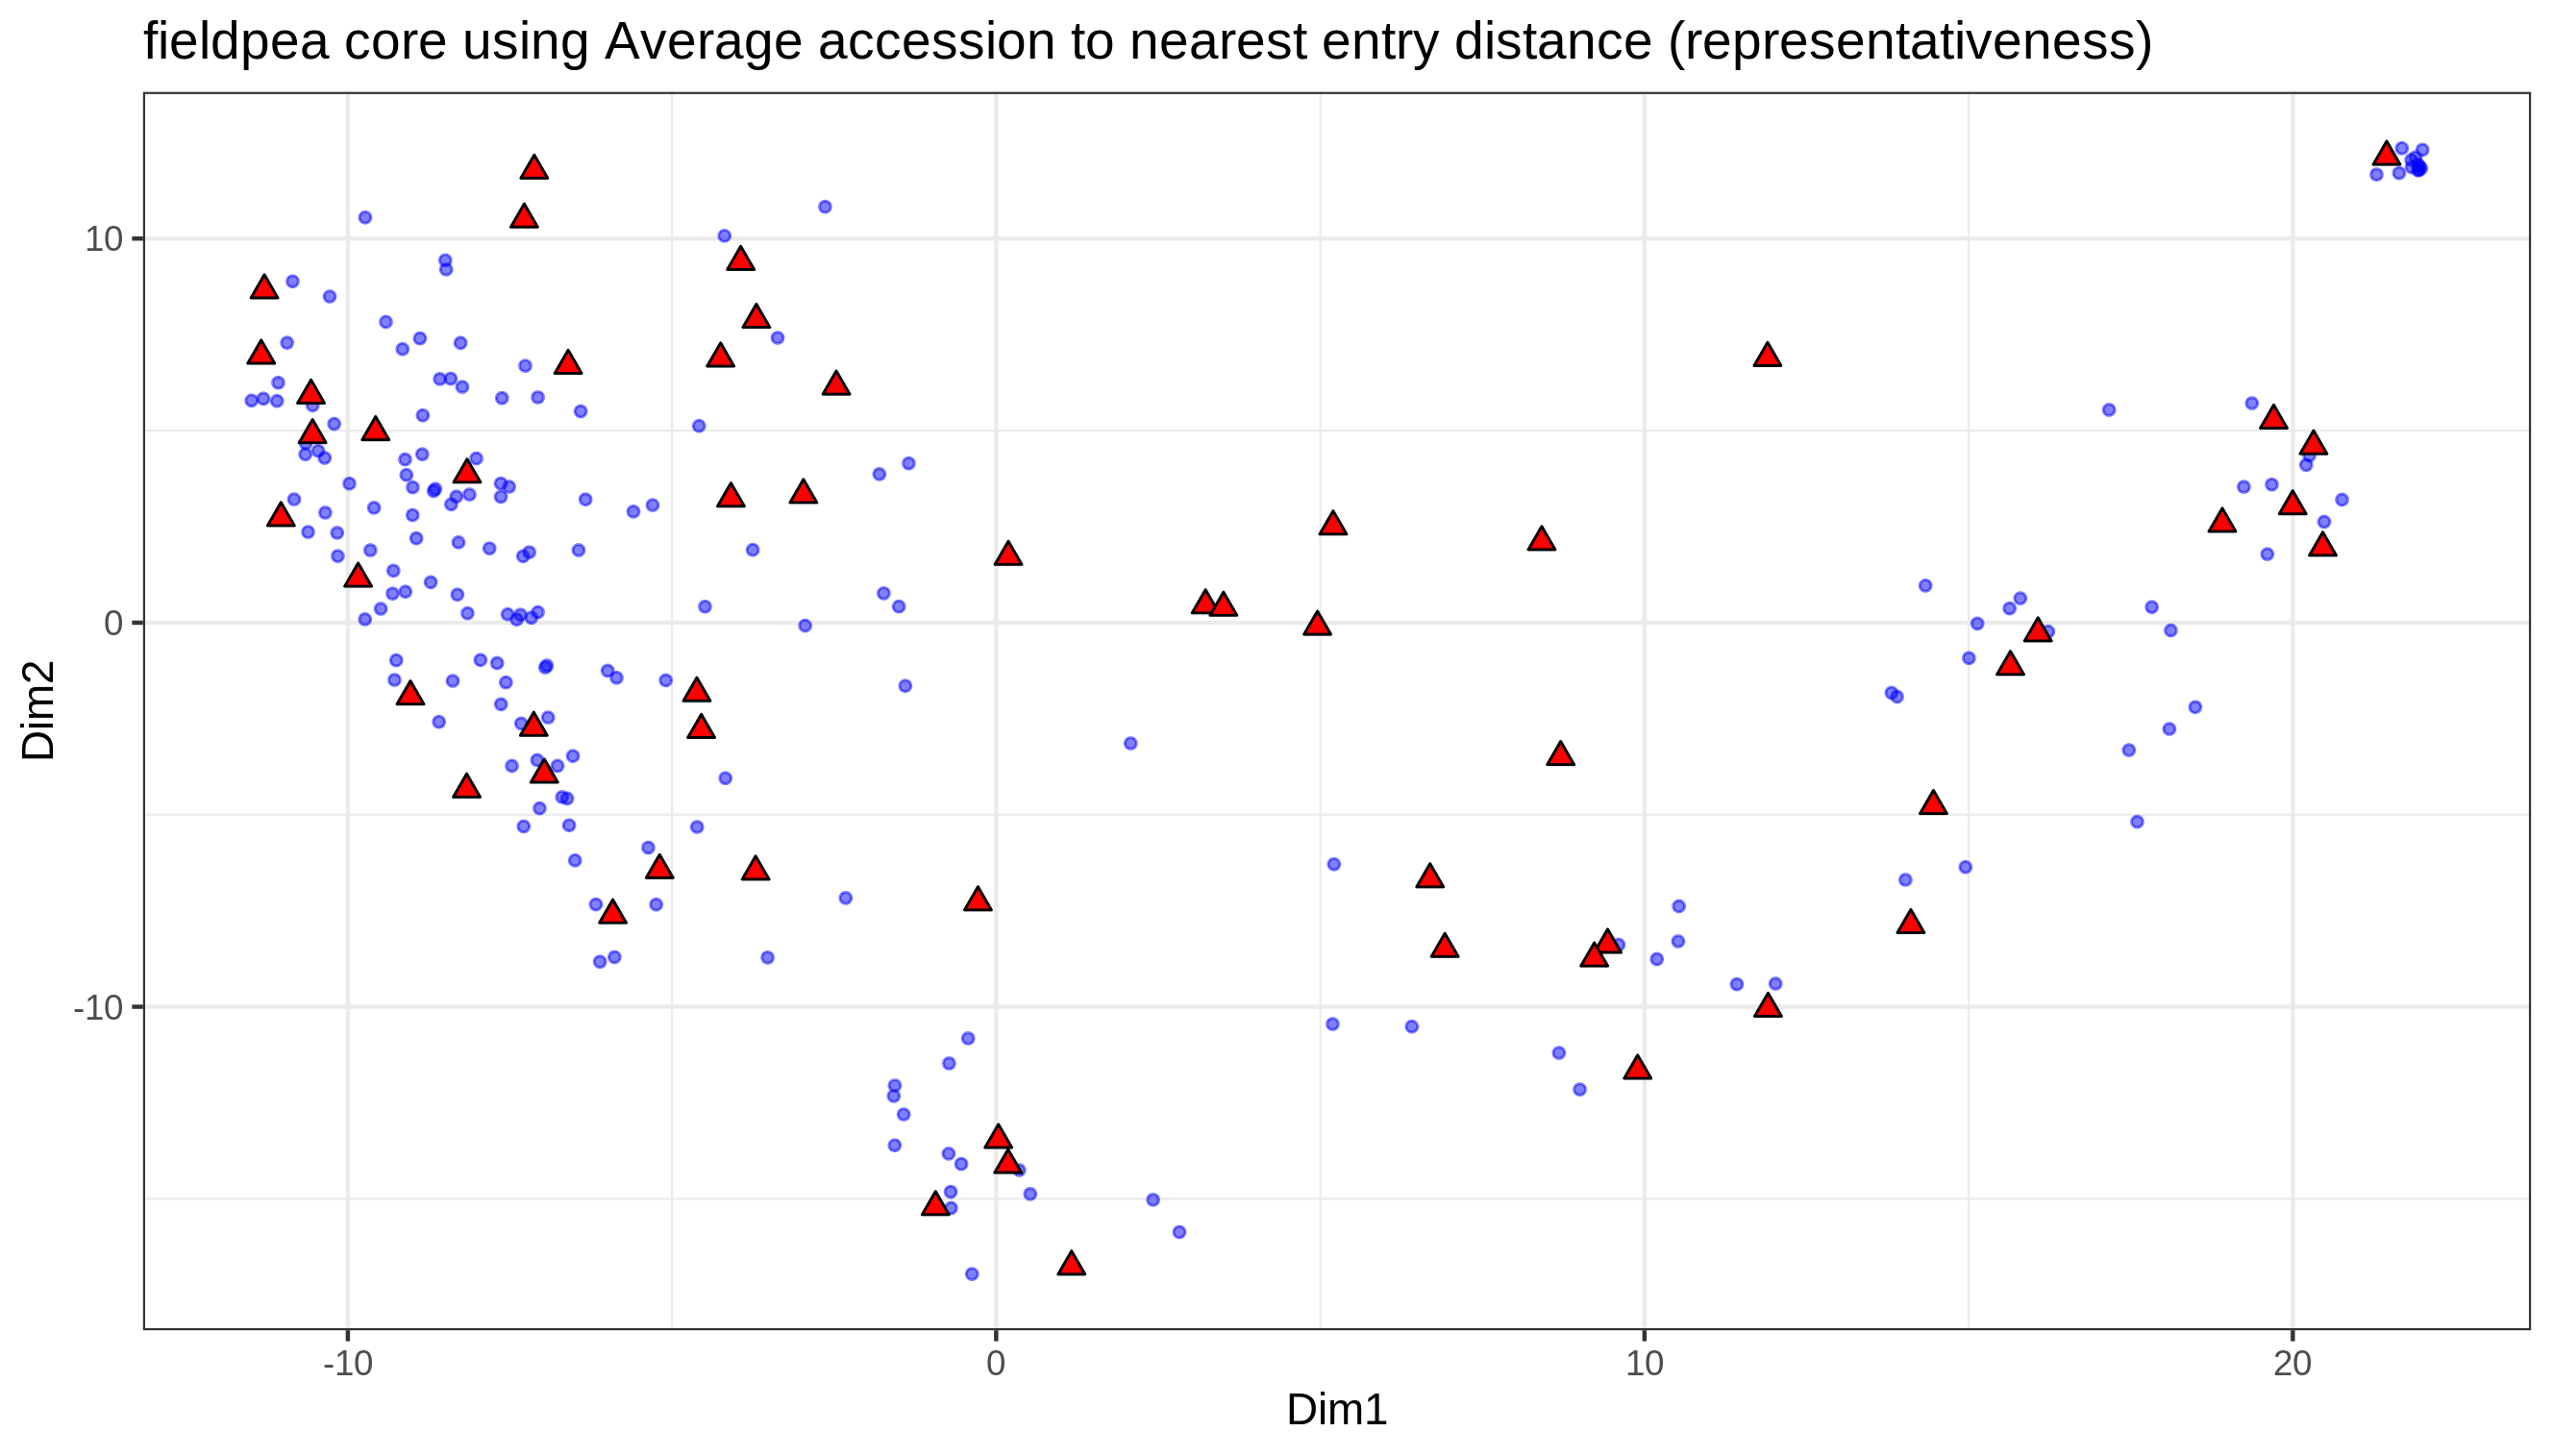 fieldpea core using Average accession to nearest entry distance (representativeness)
10
0
-10
Dim2
-10 0 10 20
Dim1